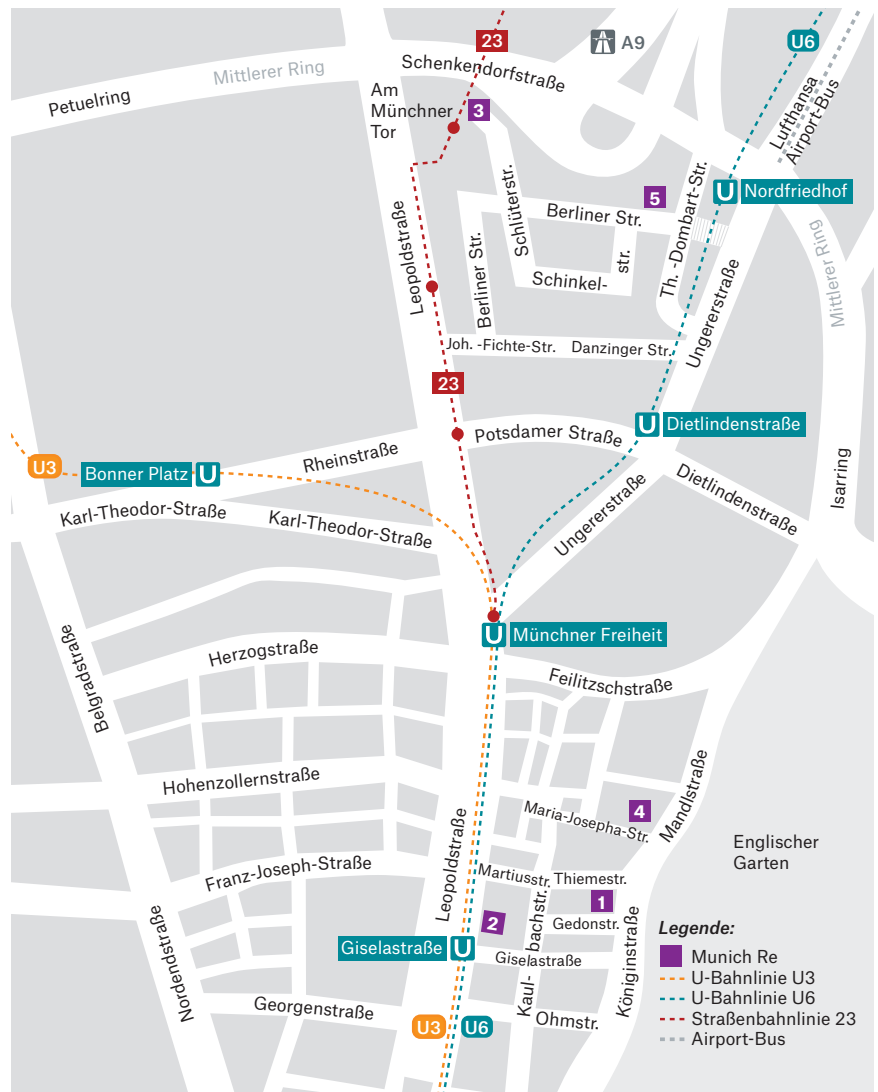 23
A9
U6
Mittlerer Ring
Petuelring
Schenkendorfstraße
Am
Münchner
Tor
3
Lufthansa
Airport-Bus
Schlüterstr.
5
Th. -Dombart-Str.
U Nordfriedhof
Berliner Str.
Leopoldstraße
Berliner Str.
Schinkel-
str.
Ungererstraße
Mittlerer Ring
Joh. -Fichte-Str.
Danzinger Str.
23
Potsdamer Straße
U Dietlindenstraße
U3
Bonner Platz U
Rheinstraße
Karl-Theodor-Straße
Karl-Theodor-Straße
Ungererstraße
Dietlindenstraße
Isarring
U Münchner Freiheit
Belgradstraße
Herzogstraße
Feilitzschstraße
Hohenzollernstraße
Mandlstraße
4
Maria-Josepha-Str.
Englischer
Garten
Leopoldstraße
Franz-Joseph-Straße
Martiusstr.
Thiemestr.
1
2
Gedonstr.
Kaul-
bachstr.
Giselastraße U
Giselastraße
Königinstraße
Nordendstraße
Georgenstraße
U3
U6
Ohmstr.
Legende:
Munich Re
U-Bahnlinie U3
U-Bahnlinie U6
Straßenbahnlinie 23
Airport-Bus